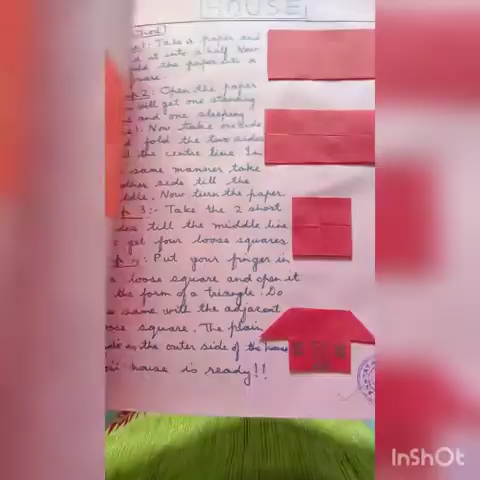 HOUSE
Take a paper and
it into a half Now
the paper into a
Open the paper
will get one standing
and one sleeping
Now take one side
fold the two sides
the centre line In
same manner take
other side till the
Now turn the paper
3:- Take the 2 short
till the middle line
get four loose squares.
: Put your finger in
loose square and open it
the form of a triangle. Do
same with the adjacent
square. The plain
the outer side of the house
house is ready!!
InShOt